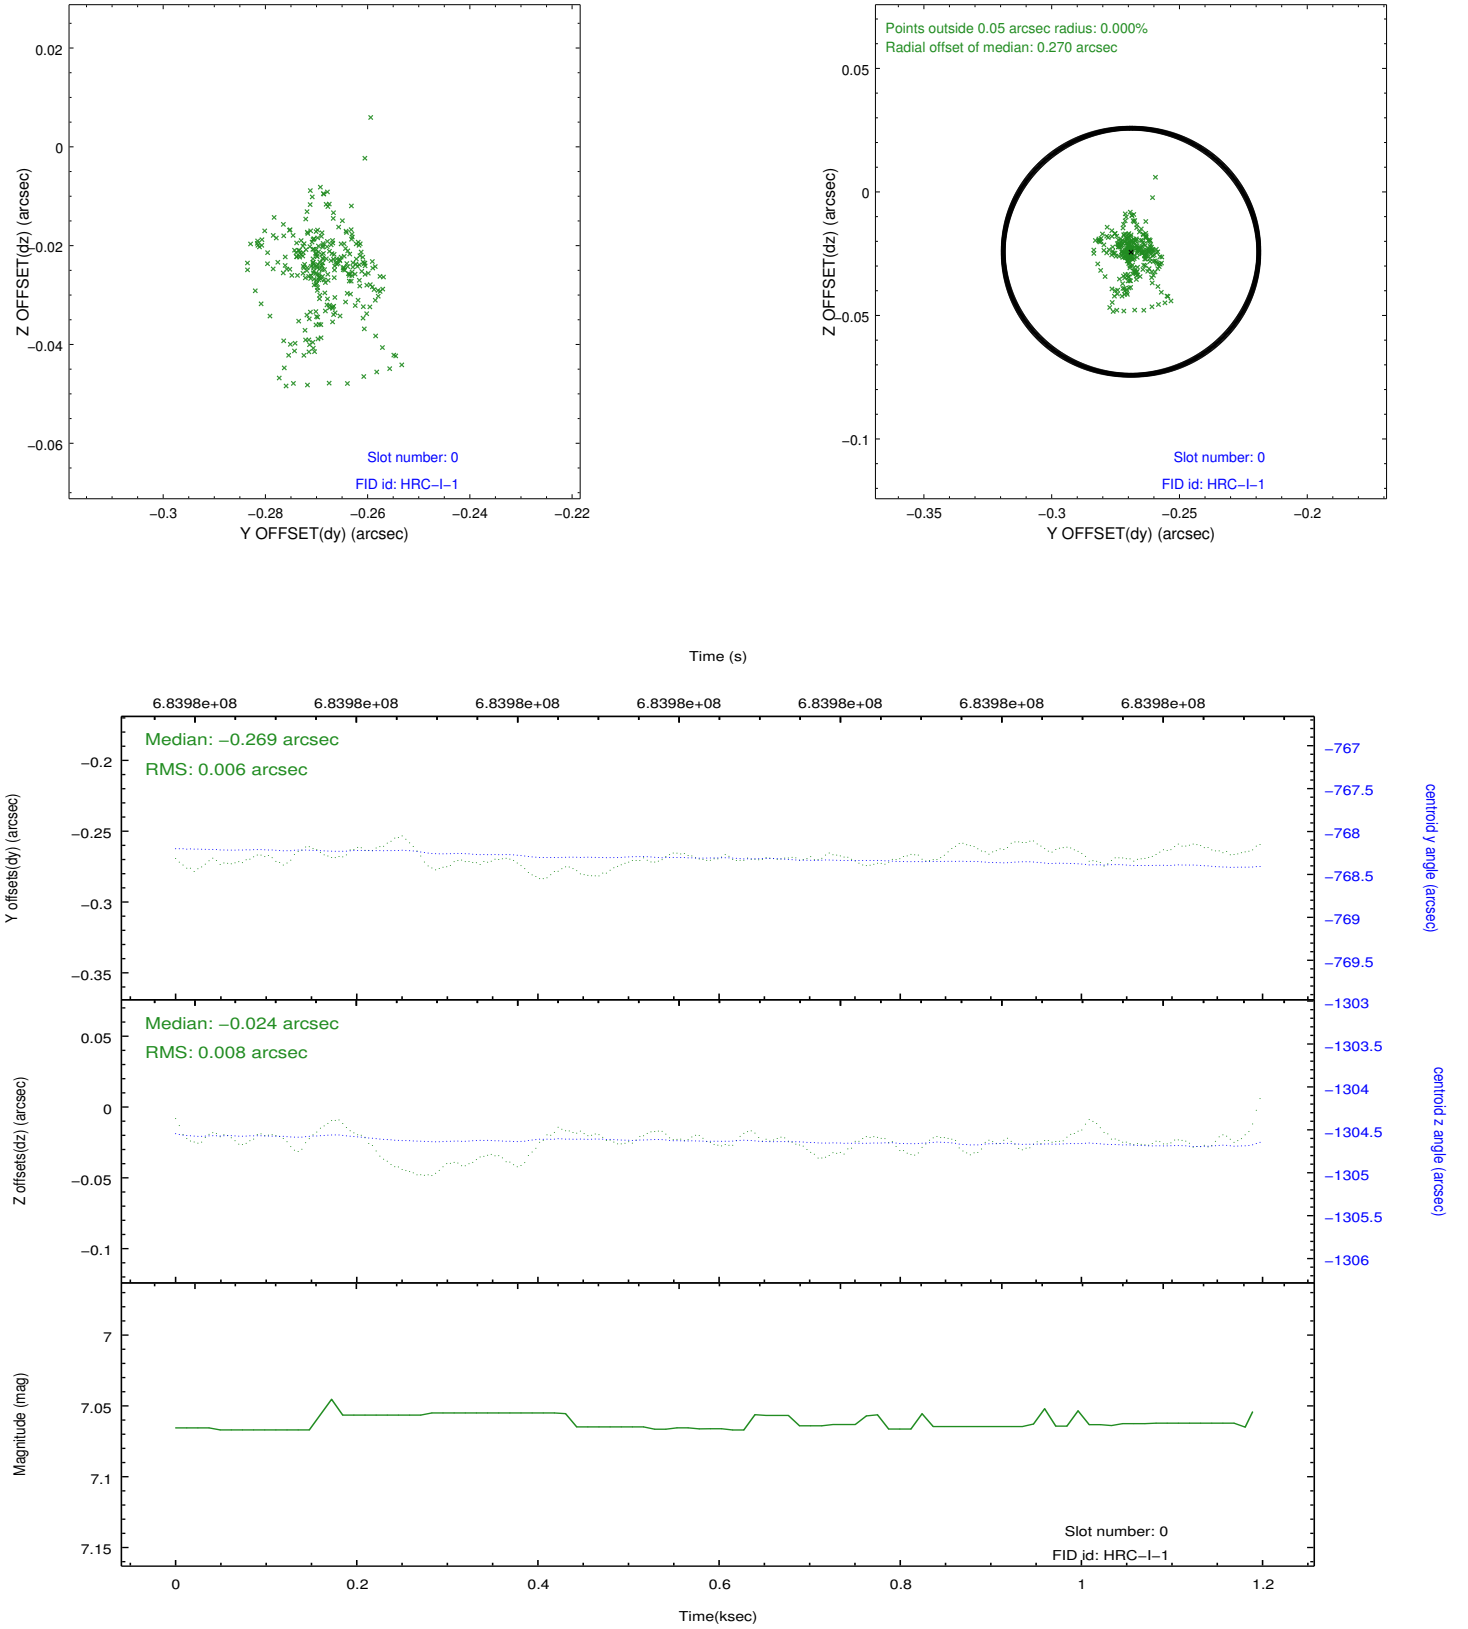 0.02
0
−0.02
−0.04
−0.06
Z OFFSET(dz) (arcsec)
Slot number: 0
FID id: HRC−I−1
−0.3
−0.28
−0.26
−0.24
−0.22
Y OFFSET(dy) (arcsec)
Points outside 0.05 arcsec radius: 0.000%
Radial offset of median: 0.270 arcsec
0.05
0
−0.05
−0.1
Z OFFSET(dz) (arcsec)
Slot number: 0
FID id: HRC−I−1
−0.35
−0.3
−0.25
−0.2
Y OFFSET(dy) (arcsec)
Time (s)
6.8398e+08
6.8398e+08
6.8398e+08
6.8398e+08
6.8398e+08
6.8398e+08
6.8398e+08
Median: −0.269 arcsec
RMS: 0.006 arcsec
−0.2
−0.25
−0.3
−0.35
Y offsets(dy) (arcsec)
−767
−767.5
−768
−768.5
−769
−769.5
centroid y angle (arcsec)
Median: −0.024 arcsec
RMS: 0.008 arcsec
0.05
0
−0.05
−0.1
Z offsets(dz) (arcsec)
−1303
−1303.5
−1304
−1304.5
−1305
−1305.5
−1306
centroid z angle (arcsec)
7
7.05
7.1
7.15
Magnitude (mag)
Slot number: 0
FID id: HRC−I−1
0
0.2
0.4
0.6
0.8
1
1.2
Time(ksec)